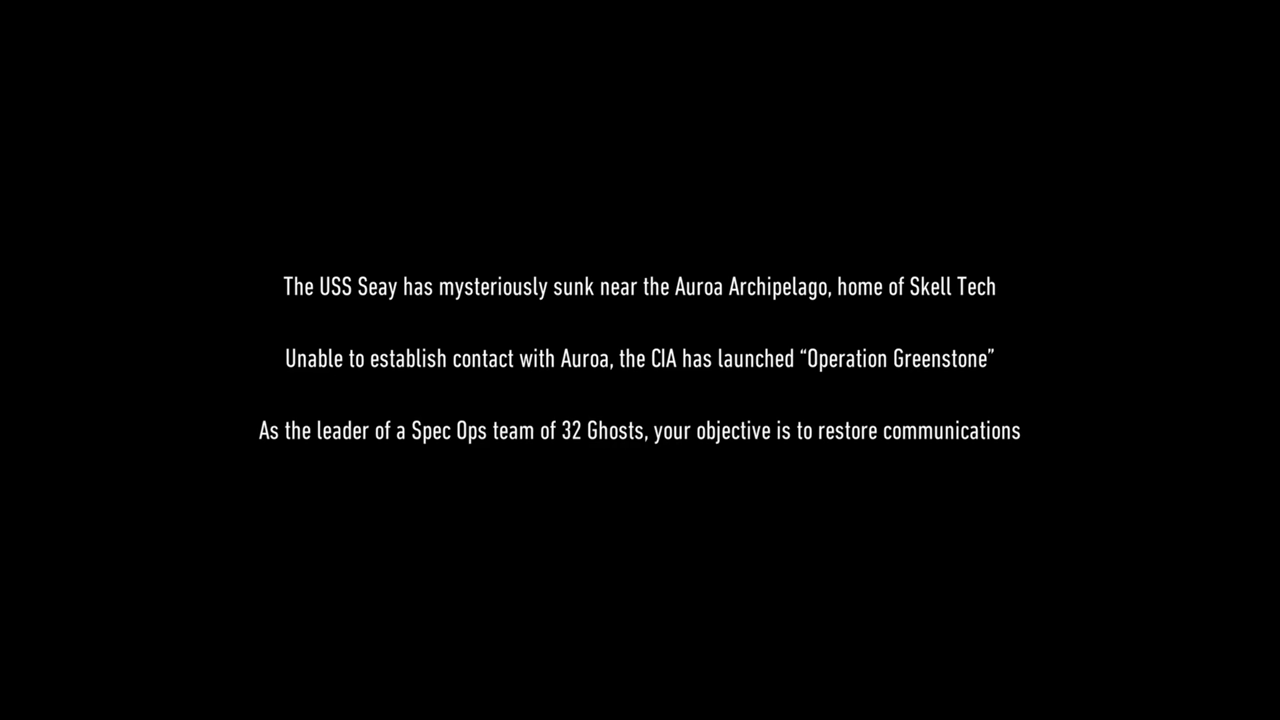 The USS Seay has mysteriously sunk near the Auroa Archipelago, home of Skell Tech
Unable to establish contact with Auroa, the CIA has launched “Operation Greenstone”
As the leader of a Spec Ops team of 32 Ghosts, your objective is to restore communications